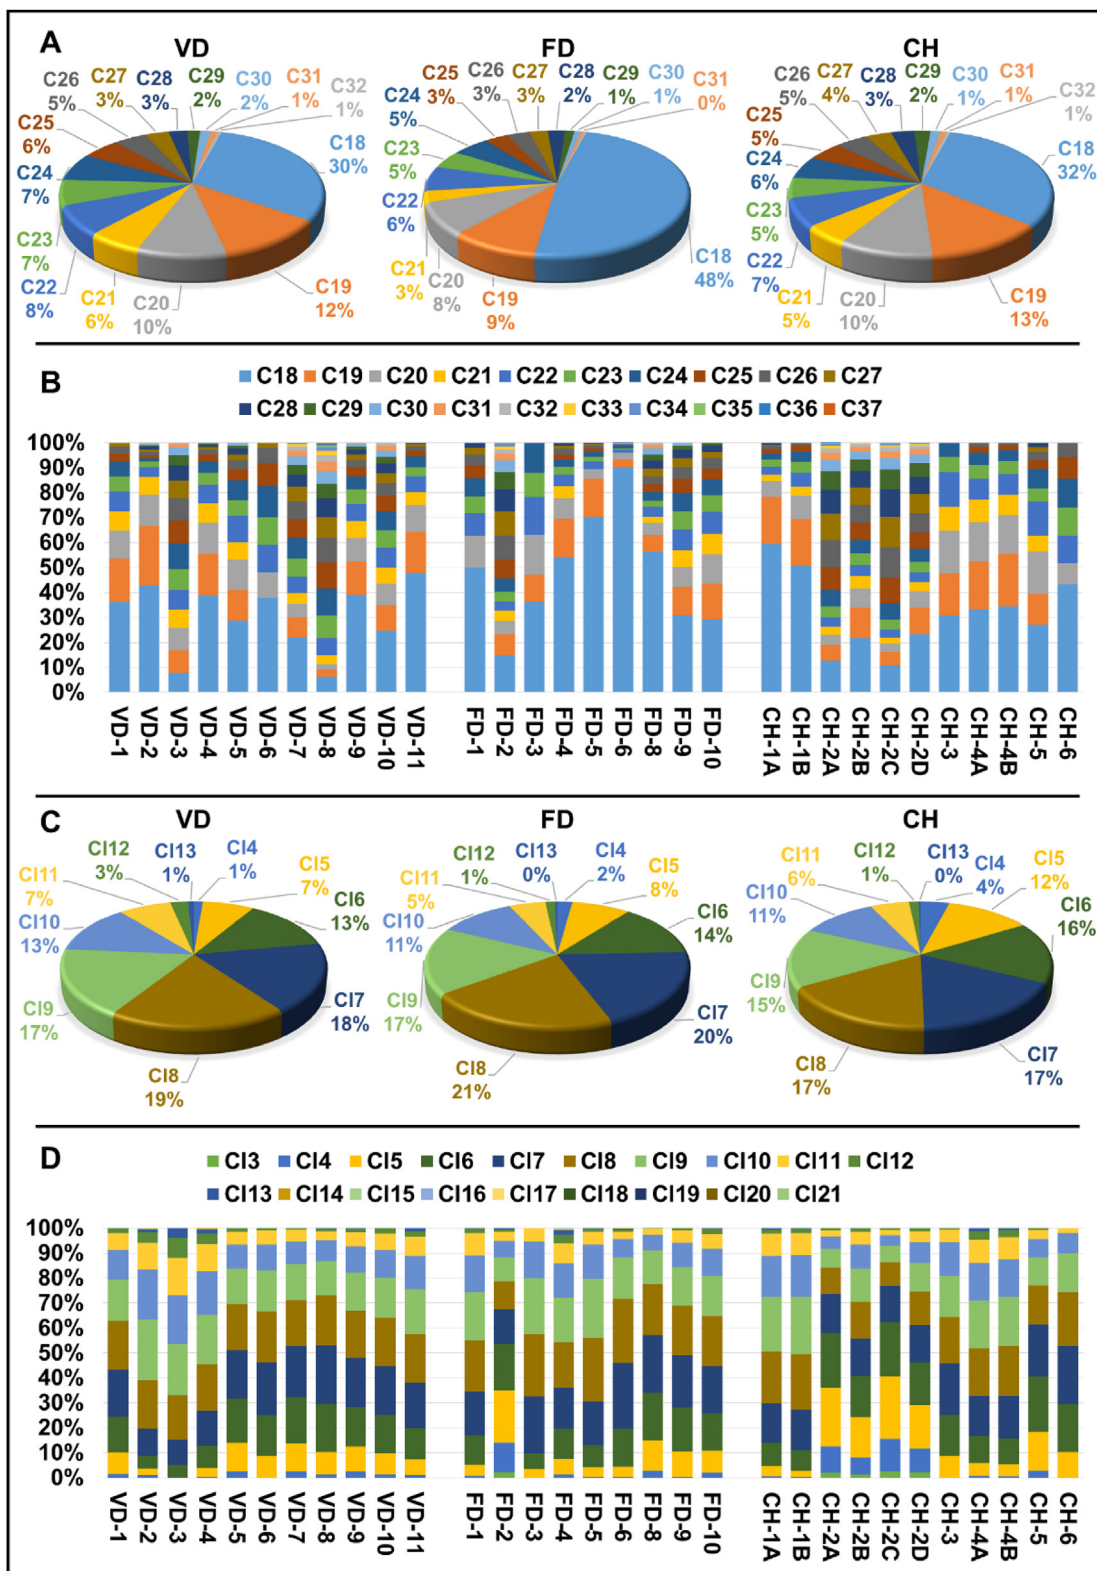 A
VD
FD
CH
C26 5%
C27 3%
C28 3%
C29 2%
C30 2%
C31 1%
C32 1%
C25 6%
C24 7%
C23 7%
C22 8%
C21 6%
C20 10%
C19 12%
C18 30%
C25 3%
C26 3%
C27 3%
C28 2%
C29 1%
C30 1%
C31 0%
C24 5%
C23 5%
C22 6%
C21 3%
C20 8%
C19 9%
C18 48%
C26 5%
C27 4%
C28 3%
C29 2%
C30 1%
C31 1%
C32 1%
C25 5%
C24 6%
C23 5%
C22 7%
C21 5%
C20 10%
C19 13%
C18 32%
B
C18 C19 C20 C21 C22 C23 C24 C25 C26 C27
C28 C29 C30 C31 C32 C33 C34 C35 C36 C37
100%
90%
80%
70%
60%
50%
40%
30%
20%
10%
0%
VD-1 VD-2 VD-3 VD-4 VD-5 VD-6 VD-7 VD-8 VD-9 VD-10 VD-11 FD-1 FD-2 FD-3 FD-4 FD-5 FD-6 FD-8 FD-9 FD-10 CH-1A CH-1B CH-2A CH-2B CH-2C CH-2D CH-3 CH-4A CH-4B CH-5 CH-6
C
VD
FD
CH
Cl12 3%
Cl13 1%
Cl4 1%
Cl5 7%
Cl11 7%
Cl6 13%
Cl10 13%
Cl9 17%
Cl7 18%
Cl8 19%
Cl12 1%
Cl13 0%
Cl4 2%
Cl5 8%
Cl11 5%
Cl6 14%
Cl10 11%
Cl9 17%
Cl7 20%
Cl8 21%
Cl12 1%
Cl13 0%
Cl4 4%
Cl5 12%
Cl11 6%
Cl6 16%
Cl10 11%
Cl9 15%
Cl7 17%
Cl8 17%
D
Cl3 Cl4 Cl5 Cl6 Cl7 Cl8 Cl9 Cl10 Cl11 Cl12
Cl13 Cl14 Cl15 Cl16 Cl17 Cl18 Cl19 Cl20 Cl21
100%
90%
80%
70%
60%
50%
40%
30%
20%
10%
0%
VD-1 VD-2 VD-3 VD-4 VD-5 VD-6 VD-7 VD-8 VD-9 VD-10 VD-11 FD-1 FD-2 FD-3 FD-4 FD-5 FD-6 FD-8 FD-9 FD-10 CH-1A CH-1B CH-2A CH-2B CH-2C CH-2D CH-3 CH-4A CH-4B CH-5 CH-6